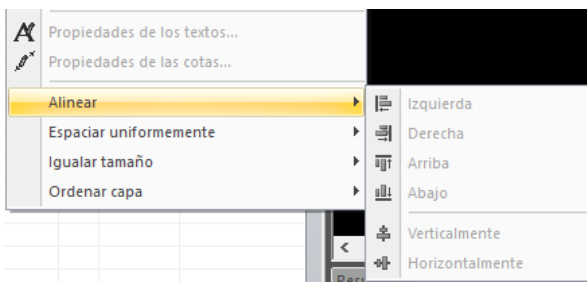 Propiedades de los textos...
Propiedades de las cotas...
Alinear
Espaciar uniformemente
Igualar tamaño
Ordenar capa
Izquierda
Derecha
Arriba
Abajo
Verticalmente
Horizontalmente